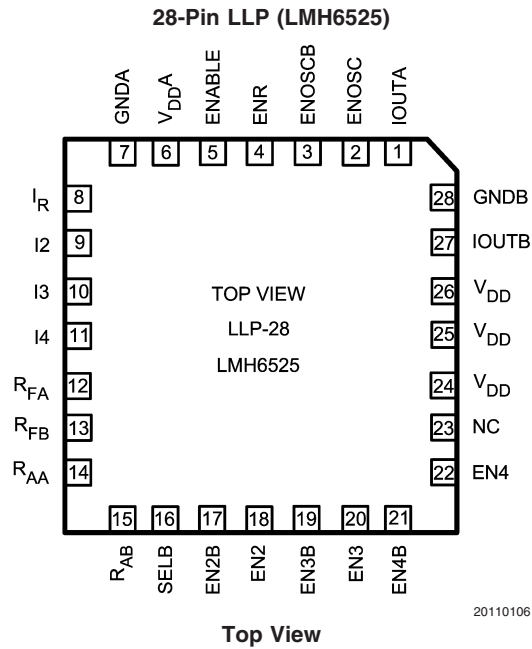 28-Pin LLP (LMH6525)
GNDA
VDDA
ENABLE
ENR
ENOSCB
ENOSC
IOUTA
7 6 5 4 3 2 1
IR 8
I2 9
I3 10
I4 11
RFA 12
RFB 13
RAA 14
TOP VIEW
LLP-28
LMH6525
28 GNDB
27 IOUTB
26 VDD
25 VDD
24 VDD
23 NC
22 EN4
15 16 17 18 19 20 21
RAB
SELB
EN2B
EN2
EN3B
EN3
EN4B
20110106
Top View